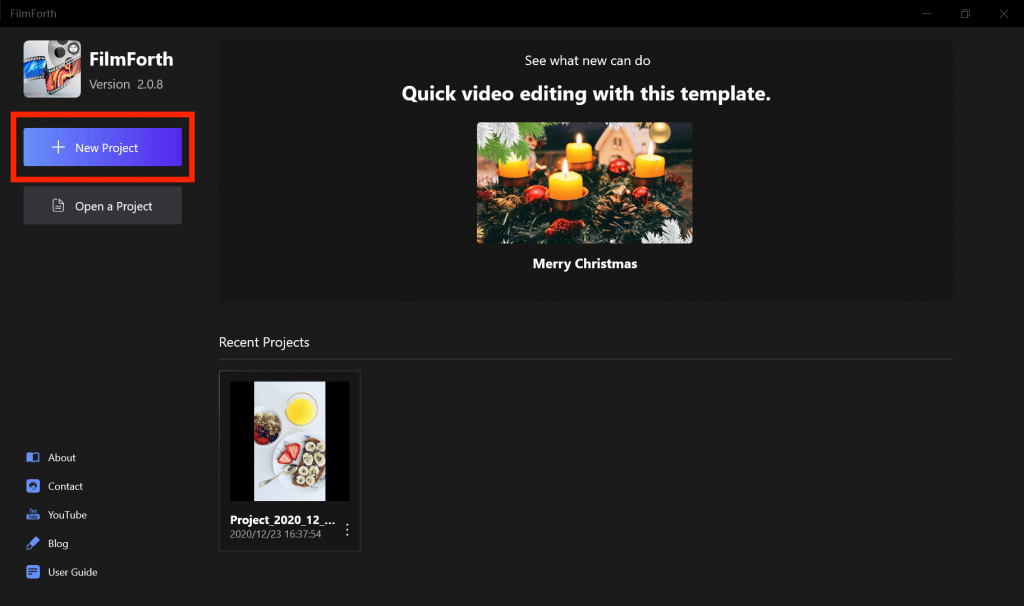 FilmForth
FilmForth
Version 2.0.8
New Project
Open a Project
See what new can do
Quick video editing with this template.
Merry Christmas
Recent Projects
Project_2020_12_...
2020/12/23 16:37:54
About
Contact
YouTube
Blog
User Guide